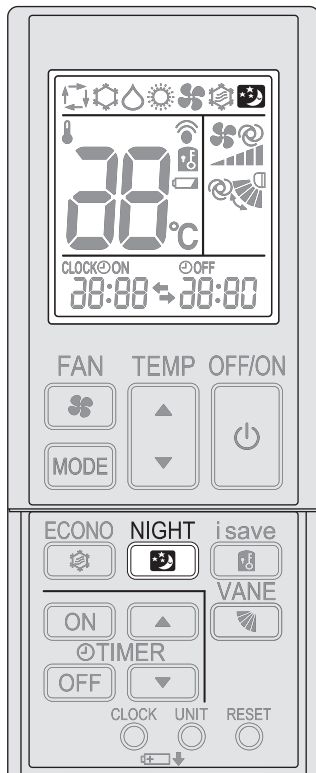 88
°C
CLOCK ON OFF
88:88 88:80
FAN TEMP OFF/ON
MODE
ECONO NIGHT i save
VANE
ON
TIMER
OFF
CLOCK UNIT RESET